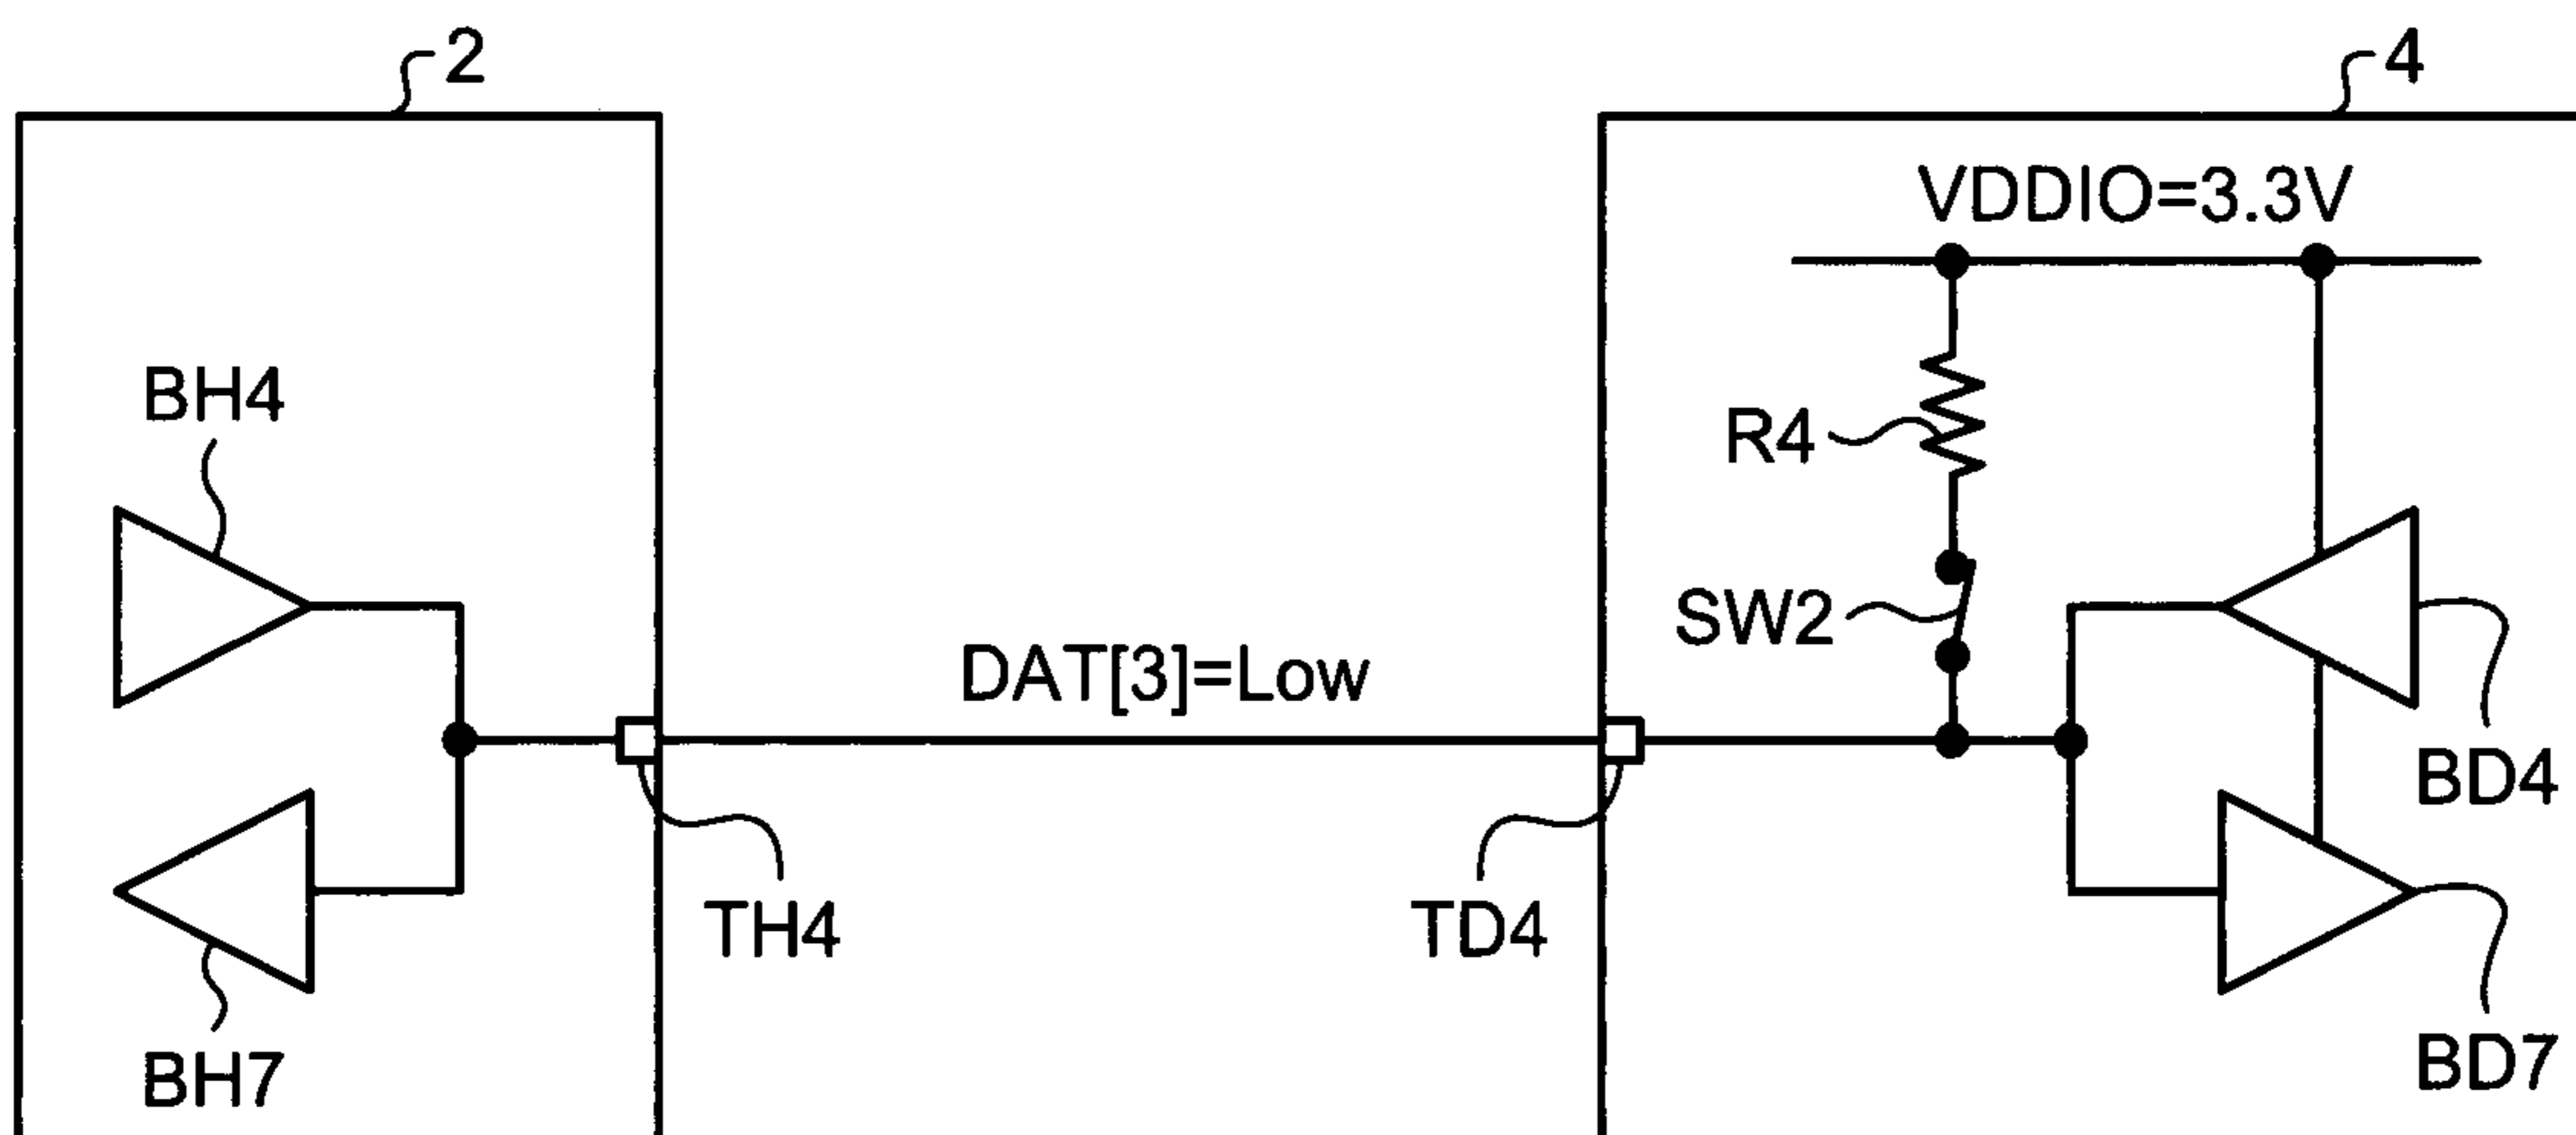 2
4
VDDIO=3.3V
BH4
R4
SW2
DAT[3]=Low
BD4
TH4
TD4
BH7
BD7